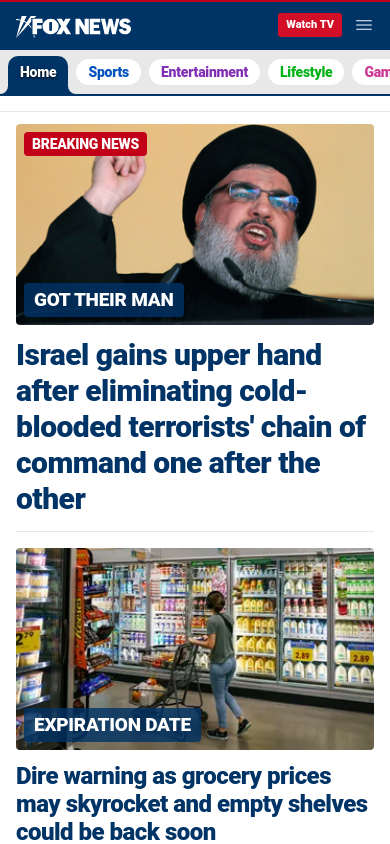 FOX NEWS
Watch TV
Home Sports Entertainment Lifestyle Gam
BREAKING NEWS
GOT THEIR MAN
Israel gains upper hand
after eliminating cold-
blooded terrorists' chain of
command one after the
other
2.89
2.89
EXPIRATION DATE
Dire warning as grocery prices
may skyrocket and empty shelves
could be back soon